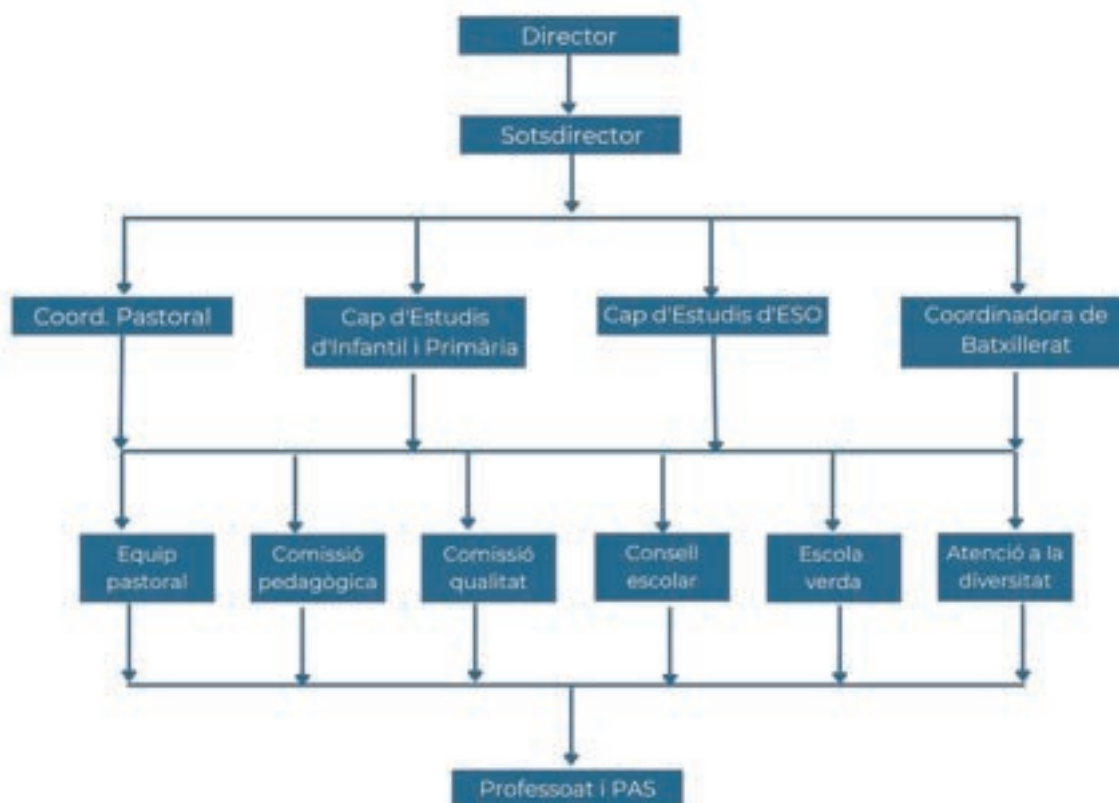 Director
Sotsdirector
Coord. Pastoral
Cap d'Estudis
d'Infantil i Primària
Cap d'Estudis d'ESO
Coordinadora de
Batxillerat
Equip
pastoral
Comissió
pedagògica
Comissió
qualitat
Consell
escolar
Escola
verda
Atenció a la
diversitat
Professoat i PAS